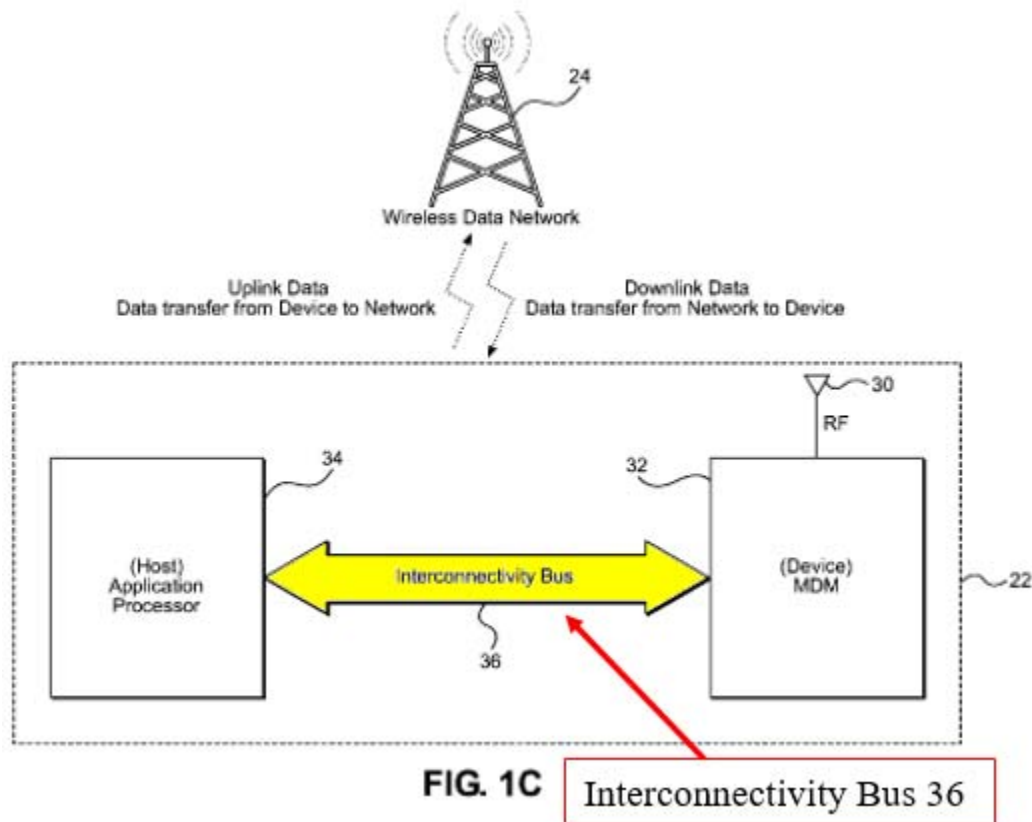 24
Wireless Data Network
Uplink Data
Data transfer from Device to Network
Downlink Data
Data transfer from Network to Device
30
RF
34
32
(Host)
Application
Processor
Interconnectivity Bus
(Device)
MDM
22
36
FIG. 1C
Interconnectivity Bus 36